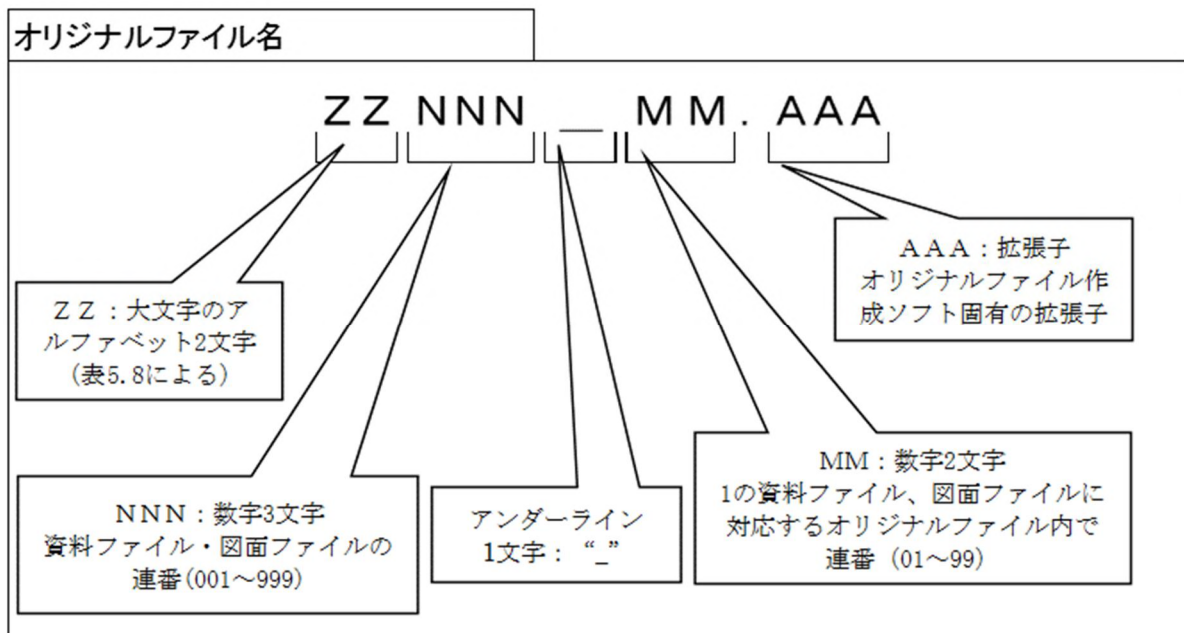 オリジナルファイル名
ＺＺ ＮＮＮ ＿ ＭＭ．ＡＡＡ
ＡＡＡ：拡張子
オリジナルファイル作
成ソフト固有の拡張子
ＺＺ：大文字のア
ルファベット2文字
(表5.8による)
ＮＮＮ：数字3文字
資料ファイル・図面ファイルの
連番(001～999)
アンダーライン
1文字：“_”
ＭＭ：数字2文字
1の資料ファイル、図面ファイルに
対応するオリジナルファイル内で
連番（01～99）